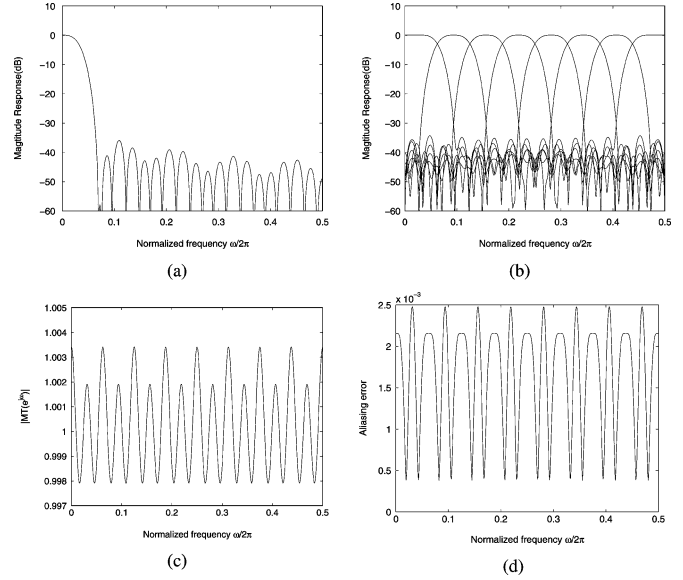 10
0
−10
−20
−30
−40
−50
−60
Magtitude Response(dB)
0 0.1 0.2 0.3 0.4 0.5
Normalized frequency ω/2π
(a)
10
0
−10
−20
−30
−40
−50
−60
Magtitude Response(dB)
0 0.1 0.2 0.3 0.4 0.5
Normalized frequency ω/2π
(b)
1.005
1.004
1.003
1.002
1.001
1
0.999
0.998
0.997
|MT(e^jω)|
0 0.1 0.2 0.3 0.4 0.5
Normalized frequency ω/2π
(c)
x 10^−3
2.5
2
1.5
1
0.5
0
Aliasing error
0 0.1 0.2 0.3 0.4 0.5
Normalized frequency ω/2π
(d)